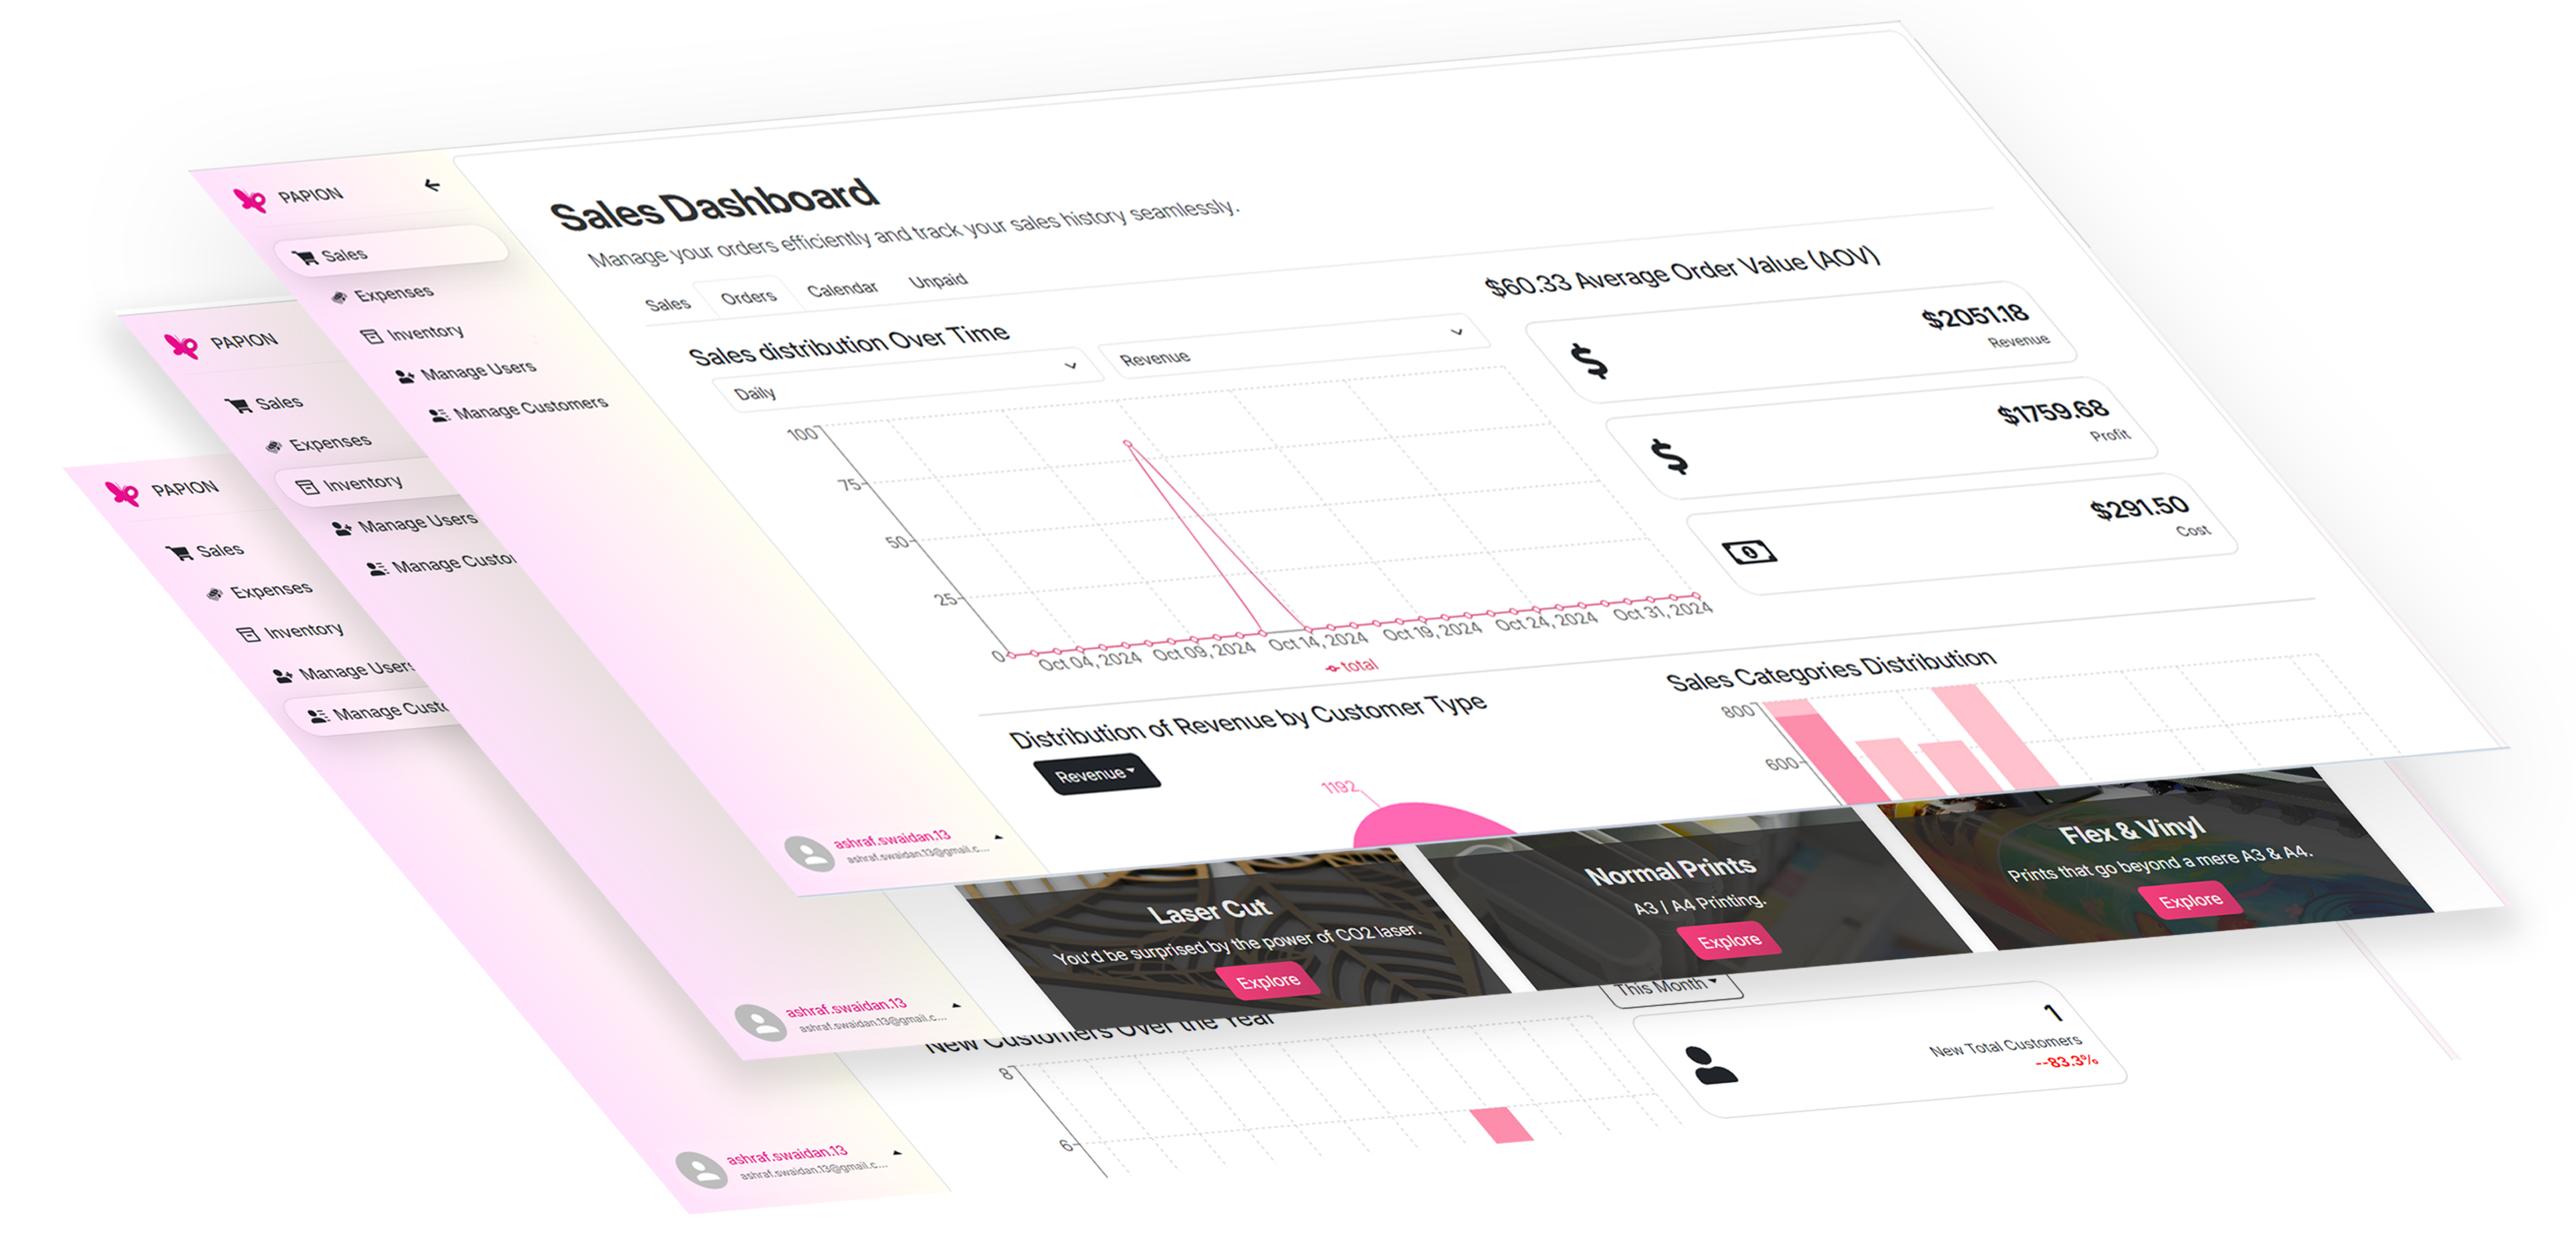 PAPION
Sales
Expenses
Inventory
Manage Users
Manage Customers
ashraf.swaidan.13
ashraf.swaidan.13@gmail.c...
Sales Dashboard
Manage your orders efficiently and track your sales history seamlessly.
Sales Orders Calendar Unpaid
Sales distribution Over Time
Daily
Revenue
100
75
50
25
0
Oct 04, 2024 Oct 09, 2024 Oct 14, 2024 Oct 19, 2024 Oct 24, 2024 Oct 31, 2024
total
$60.33 Average Order Value (AOV)
$2051.18
Revenue
$1759.68
Profit
$291.50
Cost
Distribution of Revenue by Customer Type
Revenue
1192
Sales Categories Distribution
800
600
PAPION
Sales
Expenses
Inventory
Manage Users
Manage Custo
ashraf.swaidan.13
ashraf.swaidan.13@gmail.c...
Laser Cut
You'd be surprised by the power of CO2 laser.
Explore
Normal Prints
A3 / A4 Printing.
Explore
Flex & Vinyl
Prints that go beyond a mere A3 & A4.
Explore
PAPION
Sales
Expenses
Inventory
Manage Users
Manage Custo
ashraf.swaidan.13
ashraf.swaidan.13@gmail.c...
New Customers Over the Year
8
6
This Month
1
New Total Customers
--83.3%